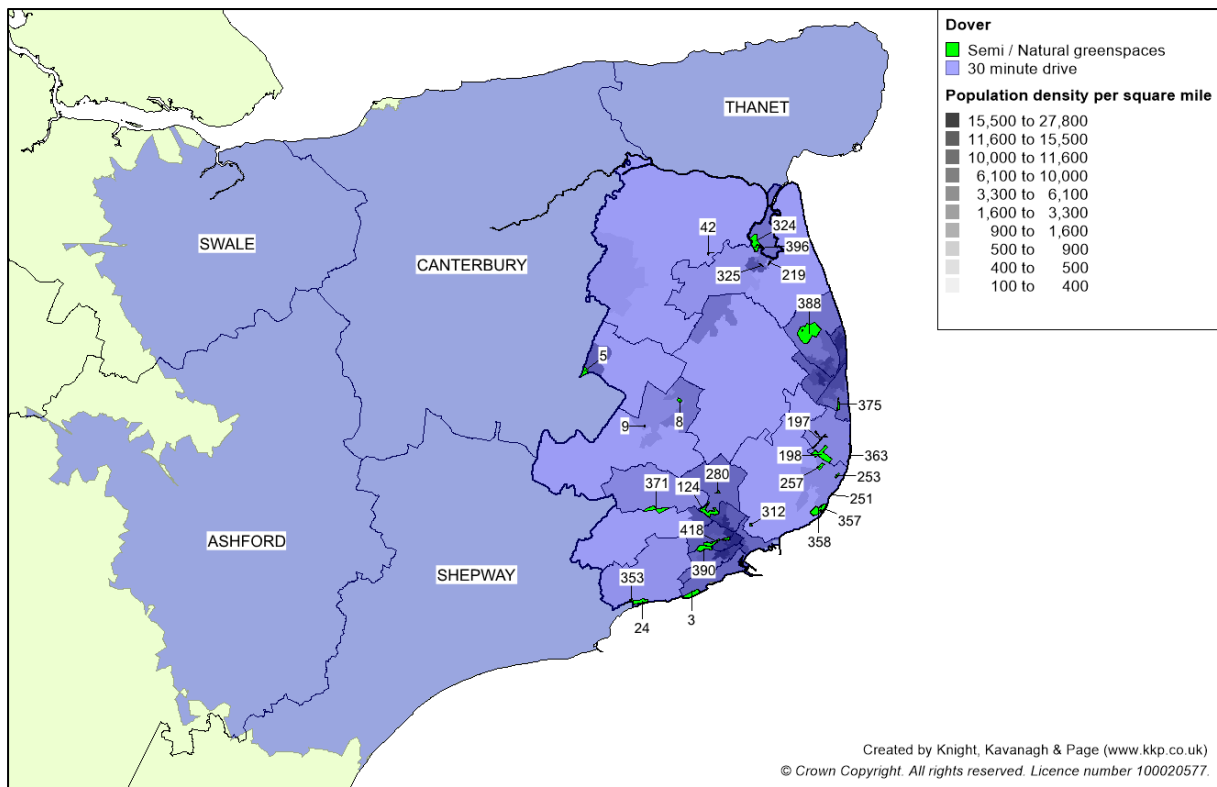 Dover
Semi / Natural greenspaces
30 minute drive
Population density per square mile
15,500 to 27,800
11,600 to 15,500
10,000 to 11,600
6,100 to 10,000
3,300 to 6,100
1,600 to 3,300
900 to 1,600
500 to 900
400 to 500
100 to 400
THANET
SWALE
CANTERBURY
42
324
396
325
219
388
5
375
9
8
197
198
363
280
371
124
257
253
251
312
357
418
358
ASHFORD
SHEPWAY
353
390
24
3
Created by Knight, Kavanagh & Page (www.kkp.co.uk)
© Crown Copyright. All rights reserved. Licence number 100020577.